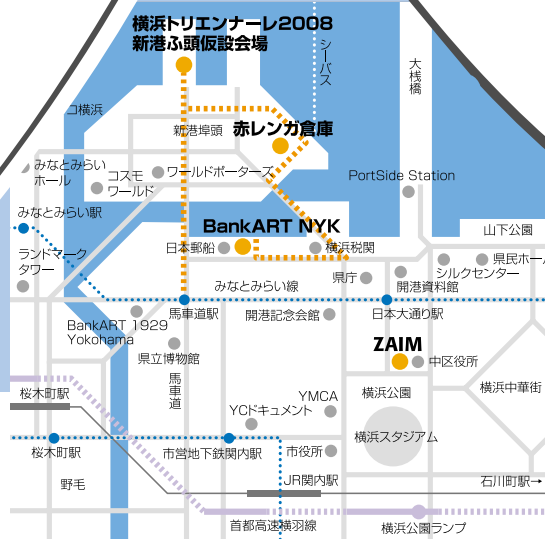 横浜トリエンナーレ2008
新港ふ頭仮設会場
シーバス
大桟橋
コ横浜
新港埠頭
赤レンガ倉庫
みなとみらい
ホール
コスモ
ワールド
ワールドポーターズ
PortSide Station
みなとみらい駅
BankART NYK
山下公園
ランドマーク
タワー
日本郵船
横浜税関
県民ホール
シルクセンター
みなとみらい線
県庁
開港資料館
BankART 1929
Yokohama
馬車道駅
開港記念会館
日本大通り駅
県立博物館
ZAIM
中区役所
馬車道
桜木町駅
YMCA
横浜公園
横浜中華街
YCドキュメント
横浜スタジアム
桜木町駅
市営地下鉄関内駅
市役所
野毛
JR関内駅
石川町駅→
首都高速横羽線
横浜公園ランプ